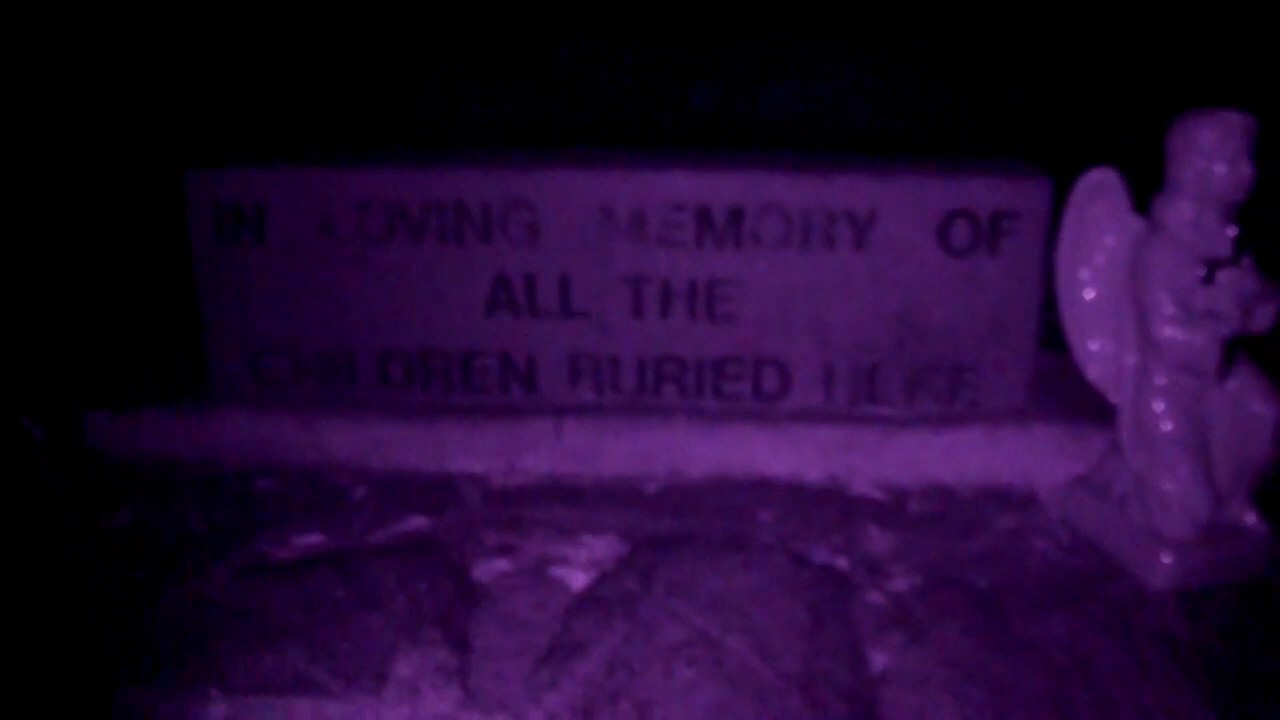 IN LOVING MEMORY OF
ALL THE
CHILDREN BURIED HERE